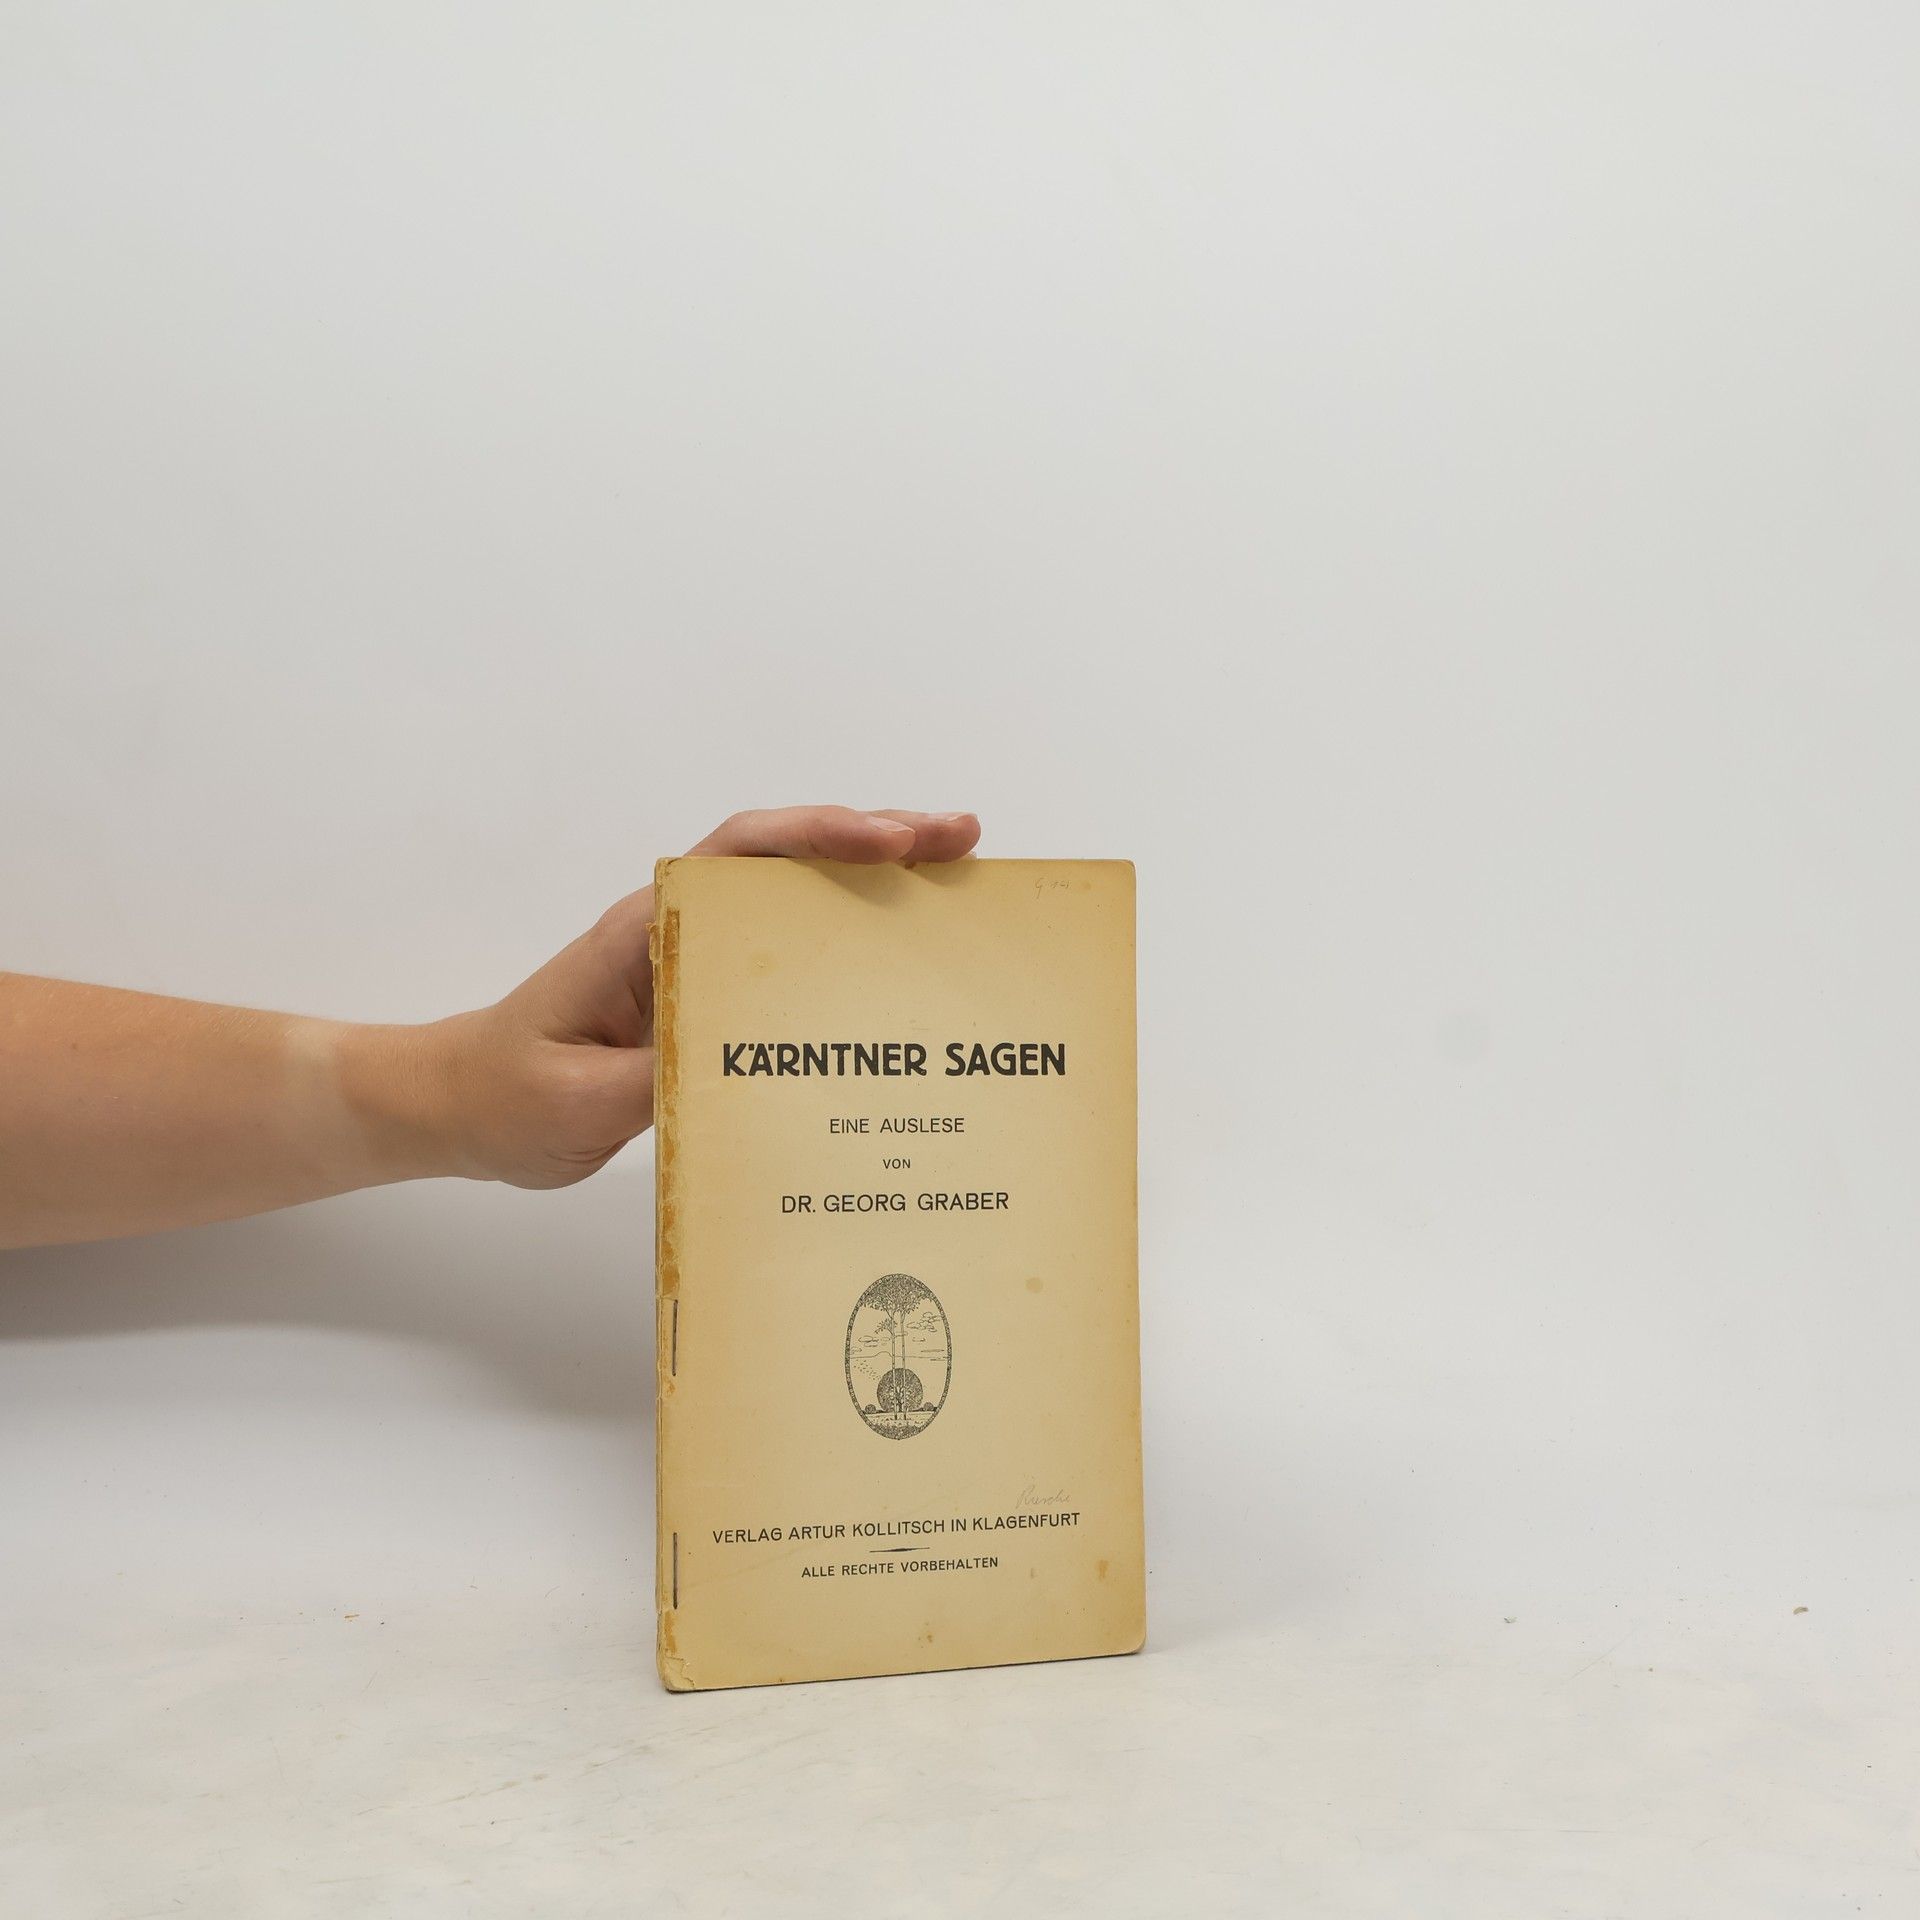 KÄRNTNER SAGEN
EINE AUSLESE
VON
DR. GEORG GRABER
VERLAG ARTUR KOLLITSCH IN KLAGENFURT
ALLE RECHTE VORBEHALTEN